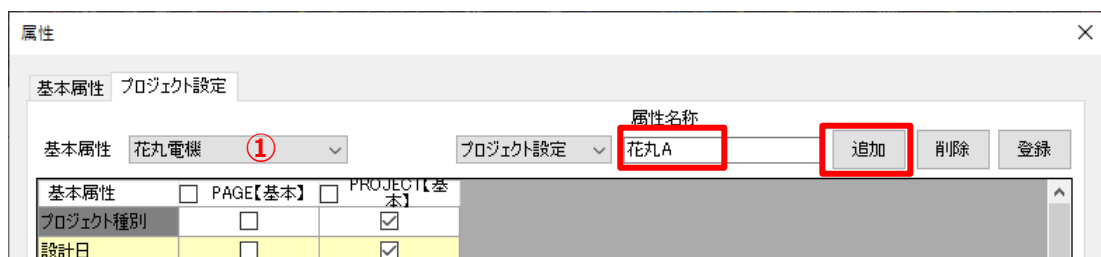 属性
基本属性 プロジェクト設定
属性名称
基本属性 花丸電機 ① プロジェクト設定 花丸A 追加 削除 登録
基本属性 PAGE【基本】 PROJECT【基本】
プロジェクト種別
設計日